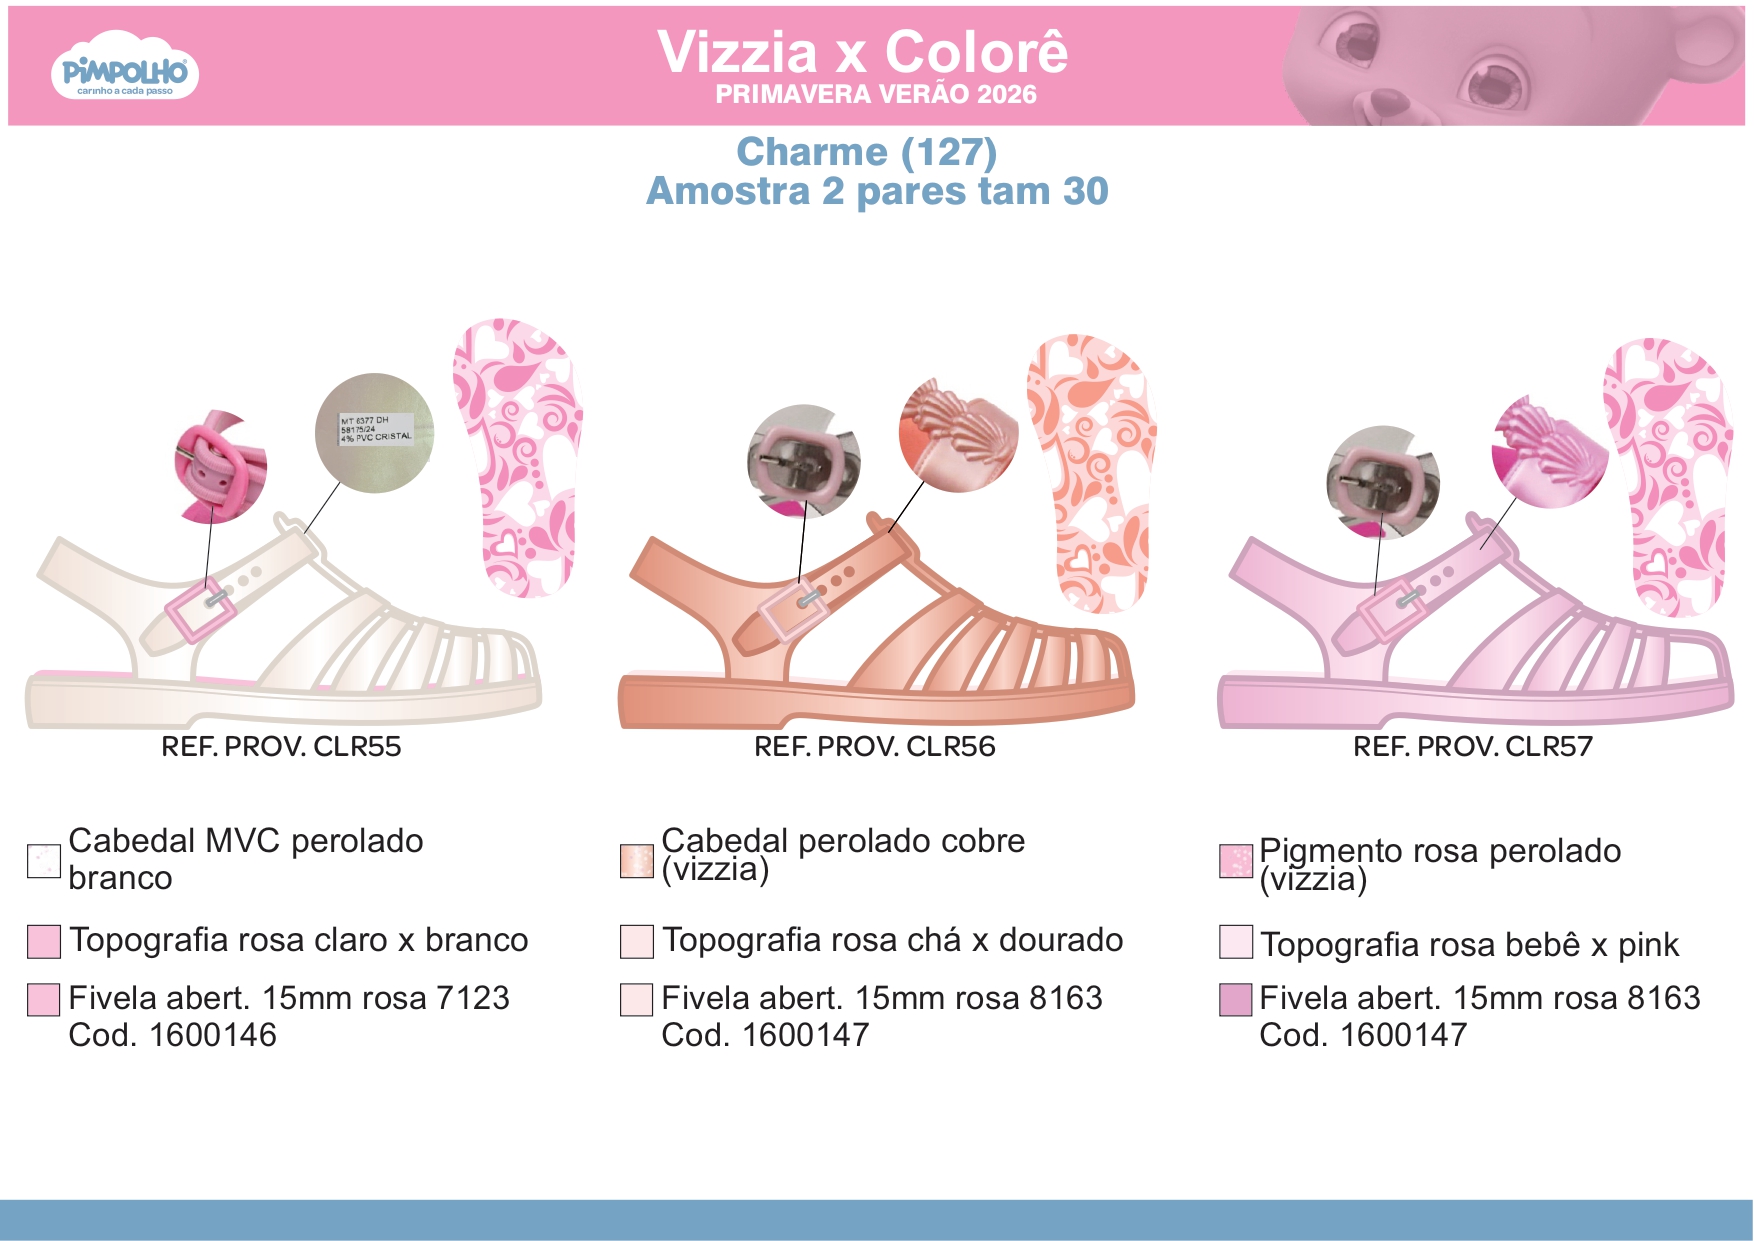 PIMPOLHO
carinho a cada passo
Vizzia x Colorê
PRIMAVERA VERÃO 2026
Charme (127)
Amostra 2 pares tam 30
MT 6377 DH
58175/24
4% PVC CRISTAL
REF. PROV. CLR55
REF. PROV. CLR56
REF. PROV. CLR57
Cabedal MVC perolado
branco
Topografia rosa claro x branco
Fivela abert. 15mm rosa 7123
Cod. 1600146
Cabedal perolado cobre
(vizzia)
Topografia rosa chá x dourado
Fivela abert. 15mm rosa 8163
Cod. 1600147
Pigmento rosa perolado
(vizzia)
Topografia rosa bebê x pink
Fivela abert. 15mm rosa 8163
Cod. 1600147